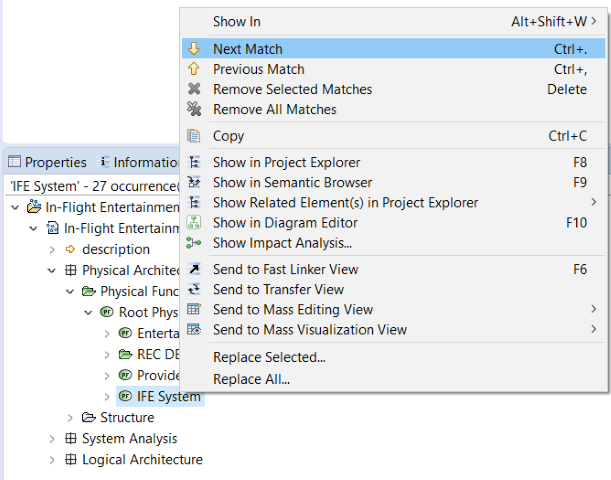 Show In Alt+Shift+W
Next Match Ctrl+.
Previous Match Ctrl+,
Remove Selected Matches Delete
Remove All Matches
Copy Ctrl+C
Show in Project Explorer F8
Show in Semantic Browser F9
Show Related Element(s) in Project Explorer
Show in Diagram Editor F10
Show Impact Analysis...
Send to Fast Linker View F6
Send to Transfer View
Send to Mass Editing View
Send to Mass Visualization View
Replace Selected...
Replace All...
Properties Information
'IFE System' - 27 occurrence(
In-Flight Entertainmen
In-Flight Entertainm
description
Physical Architec
Physical Func
Root Phys
Enterta
REC DE
Provide
IFE System
Structure
System Analysis
Logical Architecture